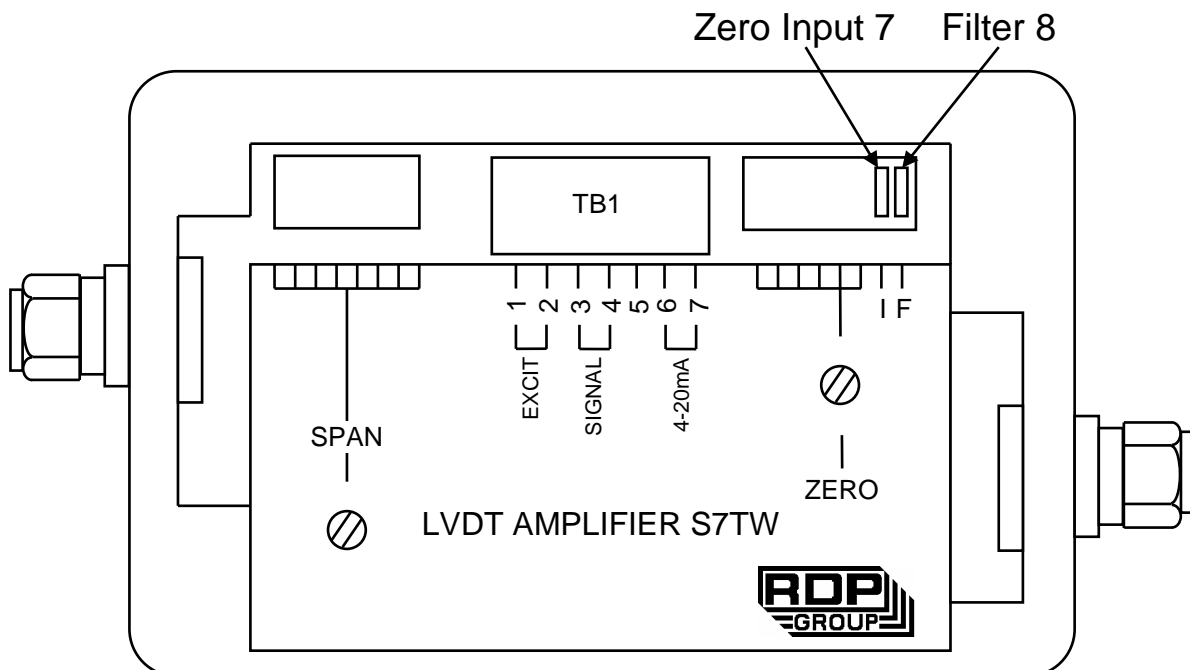 Zero Input 7 Filter 8
TB1
1 2 3 4 5 6 7
I F
EXCIT
SIGNAL
4-20mA
SPAN
ZERO
LVDT AMPLIFIER S7TW
RDP
GROUP